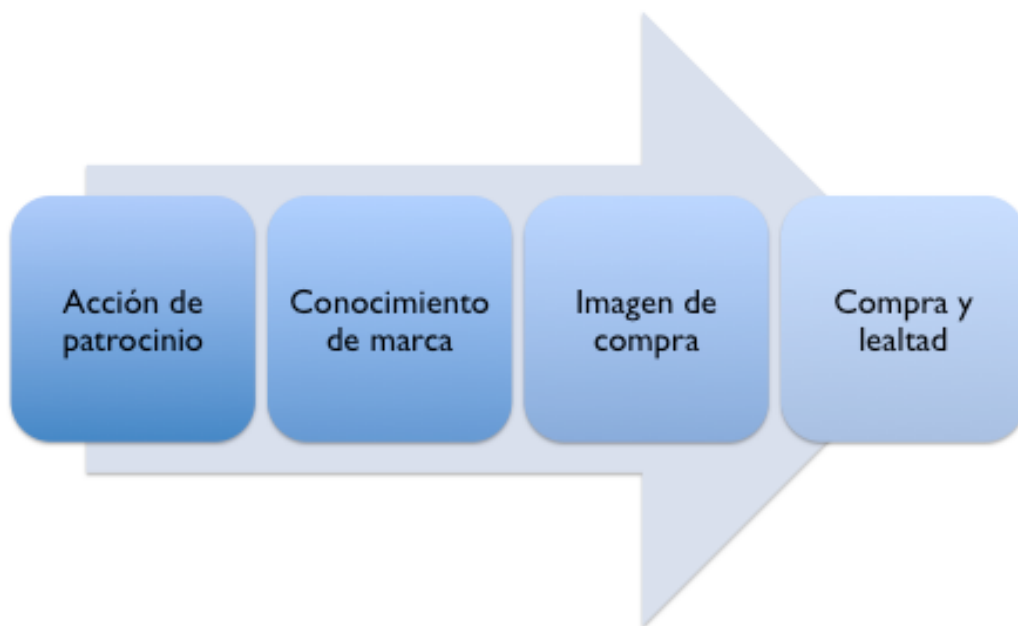 Acción de
patrocinio
Conocimiento
de marca
Imagen de
compra
Compra y
lealtad